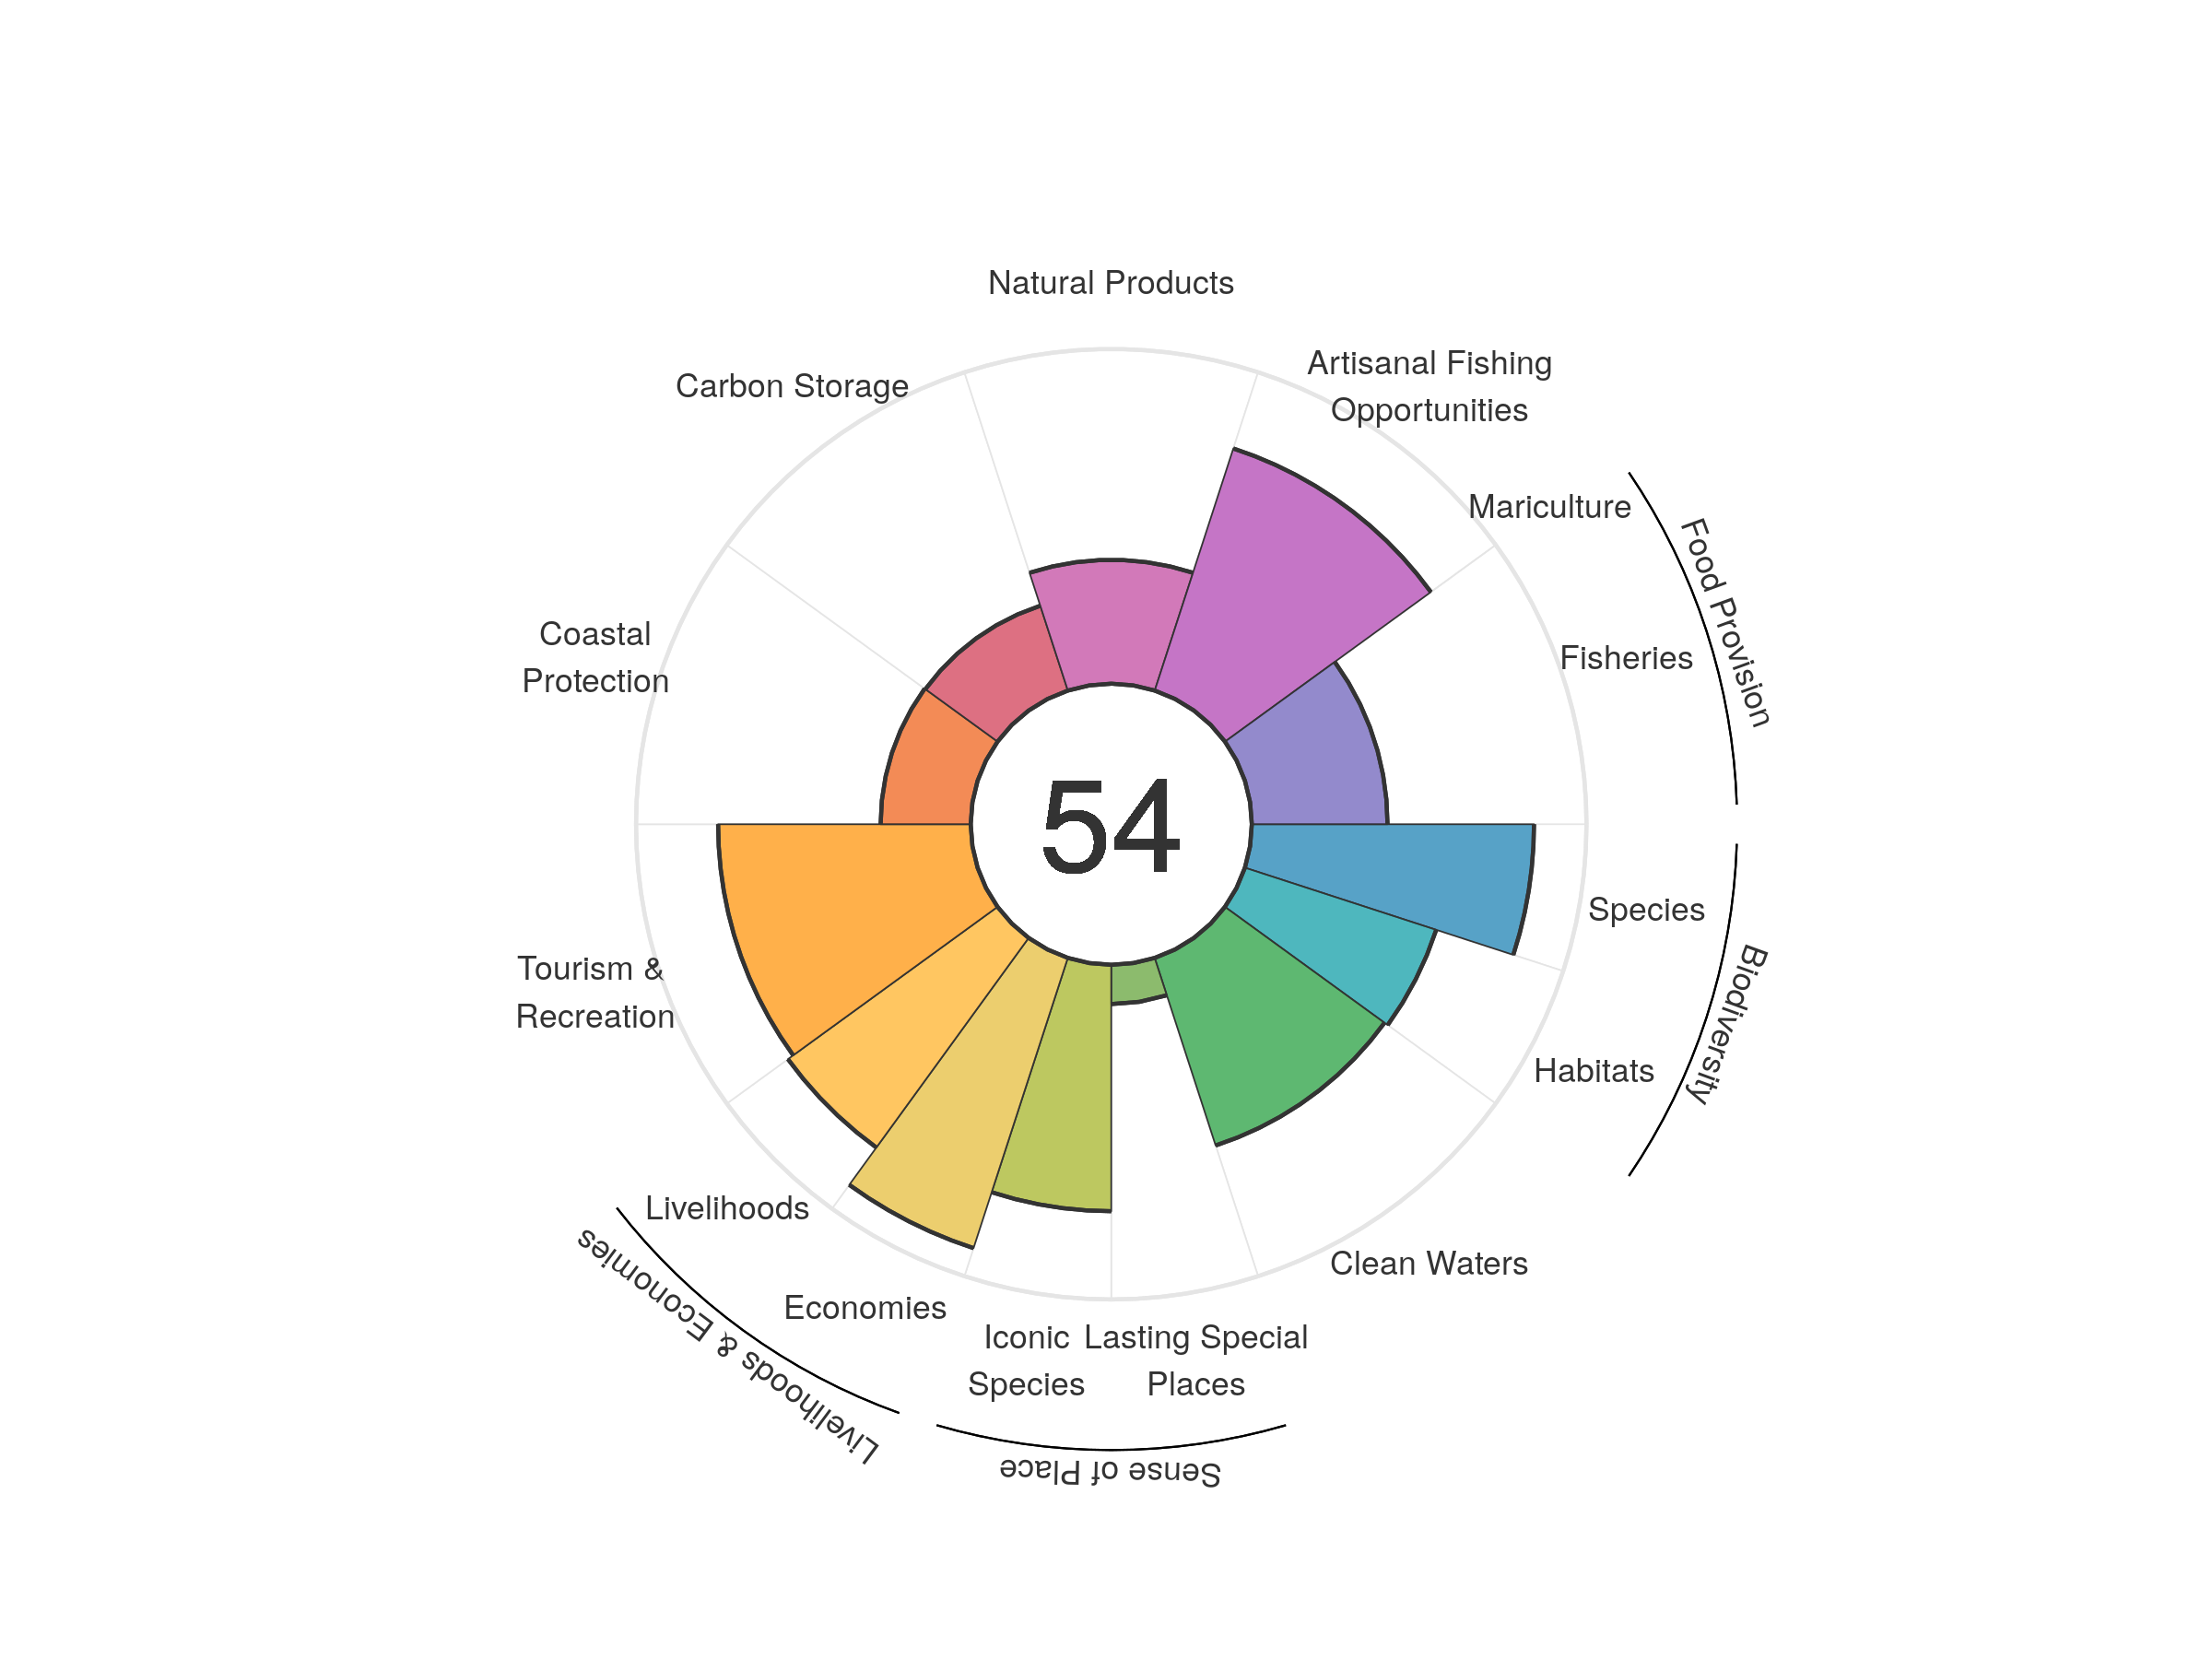 Natural Products
Artisanal Fishing
Opportunities
Carbon Storage
Mariculture
Food Provision
Coastal
Protection
Fisheries
54
Species
Biodiversity
Tourism &
Recreation
Habitats
Livelihoods
Livelihoods & Economies
Clean Waters
Economies
Iconic
Species
Lasting Special
Places
Sense of Place